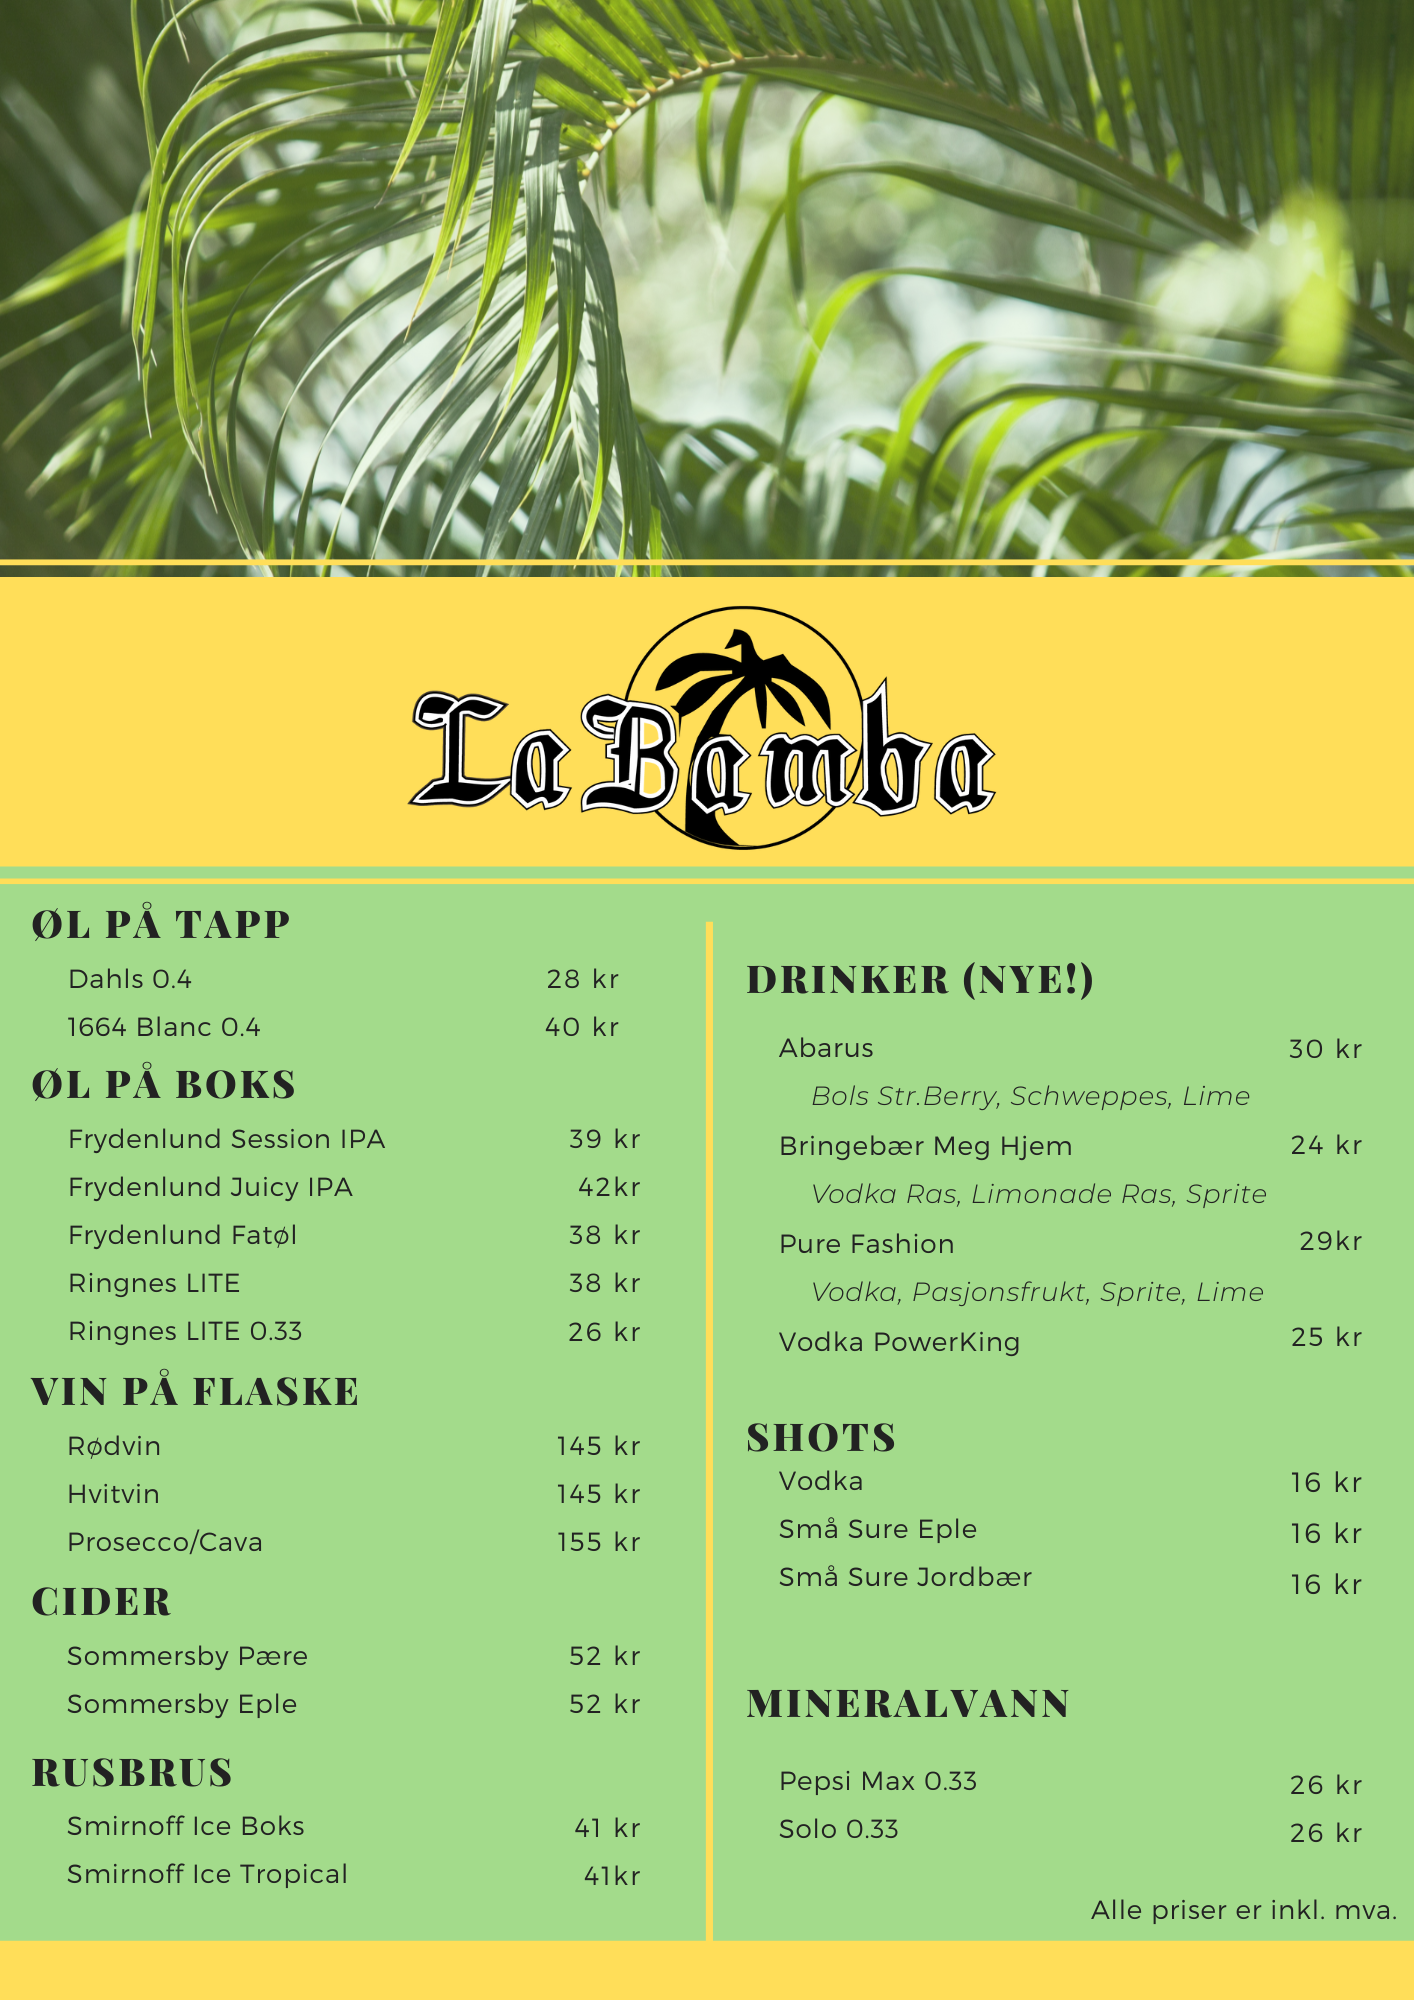 La Bamba
ØL PÅ TAPP
Dahls 0.4 28 kr
1664 Blanc 0.4 40 kr
ØL PÅ BOKS
Frydenlund Session IPA 39 kr
Frydenlund Juicy IPA 42kr
Frydenlund Fatøl 38 kr
Ringnes LITE 38 kr
Ringnes LITE 0.33 26 kr
VIN PÅ FLASKE
Rødvin 145 kr
Hvitvin 145 kr
Prosecco/Cava 155 kr
CIDER
Sommersby Pære 52 kr
Sommersby Eple 52 kr
RUSBRUS
Smirnoff Ice Boks 41 kr
Smirnoff Ice Tropical 41kr
DRINKER (NYE!)
Abarus 30 kr
Bols Str.Berry, Schweppes, Lime
Bringebær Meg Hjem 24 kr
Vodka Ras, Limonade Ras, Sprite
Pure Fashion 29kr
Vodka, Pasjonsfrukt, Sprite, Lime
Vodka PowerKing 25 kr
SHOTS
Vodka 16 kr
Små Sure Eple 16 kr
Små Sure Jordbær 16 kr
MINERALVANN
Pepsi Max 0.33 26 kr
Solo 0.33 26 kr
Alle priser er inkl. mva.